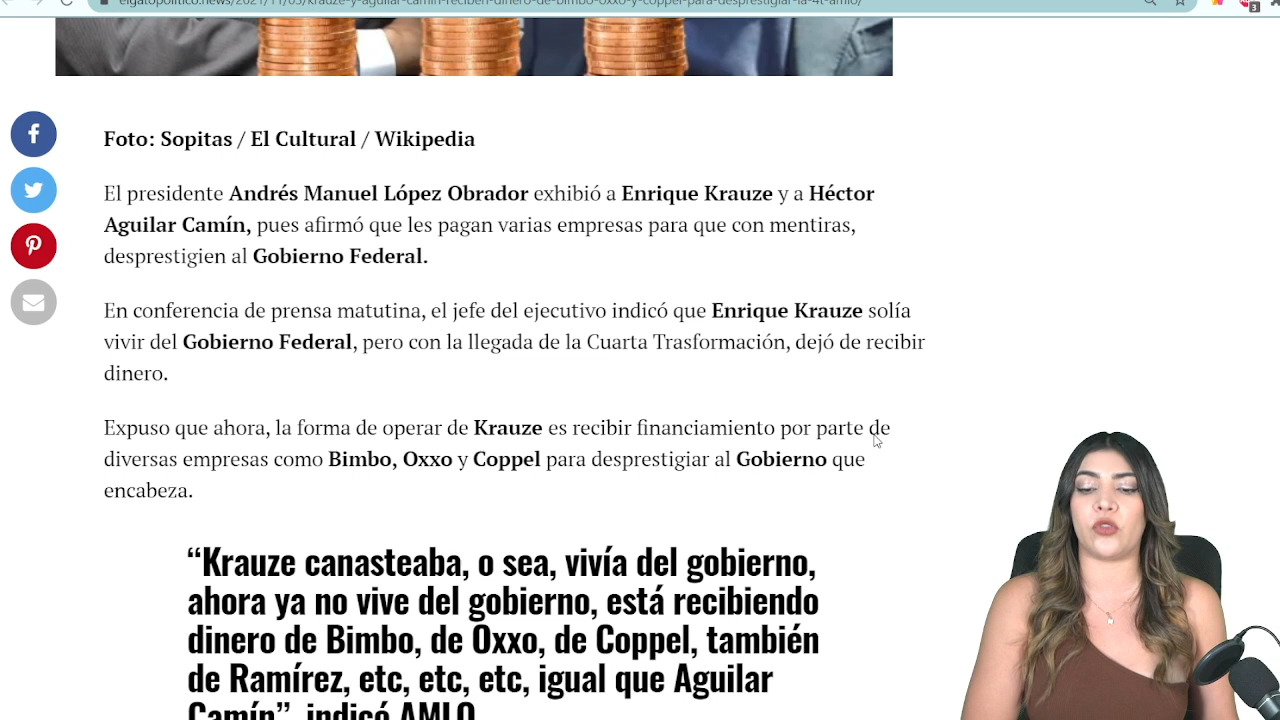 elgatopolitico.news/2021/11/05/krauze-y-aguilar-camin-reciben-dinero-de-bimbo-oxxo-y-coppel-para-desprestigiar-la-4t-amlo/
3
Foto: Sopitas / El Cultural / Wikipedia
El presidente Andrés Manuel López Obrador exhibió a Enrique Krauze y a Héctor
Aguilar Camín, pues afirmó que les pagan varias empresas para que con mentiras,
desprestigien al Gobierno Federal.
En conferencia de prensa matutina, el jefe del ejecutivo indicó que Enrique Krauze solía
vivir del Gobierno Federal, pero con la llegada de la Cuarta Trasformación, dejó de recibir
dinero.
Expuso que ahora, la forma de operar de Krauze es recibir financiamiento por parte de
diversas empresas como Bimbo, Oxxo y Coppel para desprestigiar al Gobierno que
encabeza.
“Krauze canasteaba, o sea, vivía del gobierno,
ahora ya no vive del gobierno, está recibiendo
dinero de Bimbo, de Oxxo, de Coppel, también
de Ramírez, etc, etc, etc, igual que Aguilar
Camín”, indicó AMLO